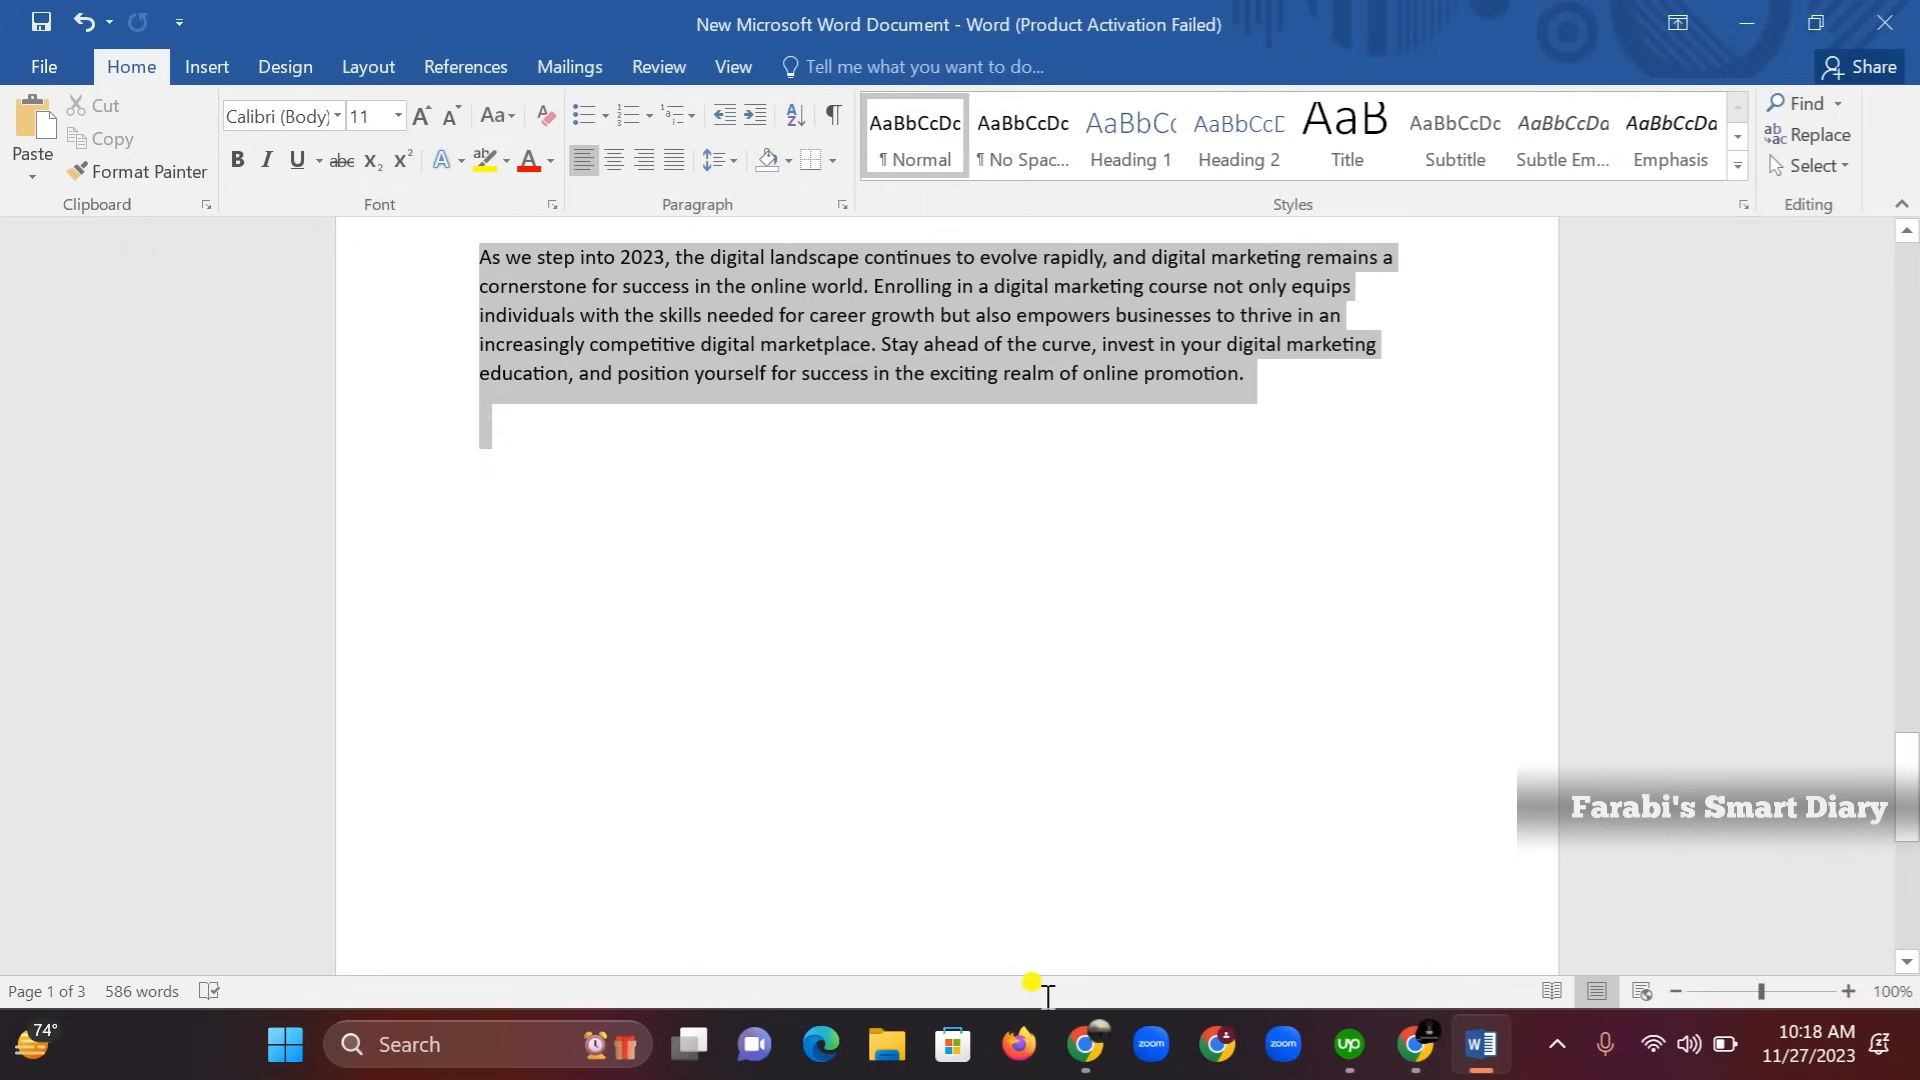 New Microsoft Word Document - Word (Product Activation Failed)
File Home Insert Design Layout References Mailings Review View Tell me what you want to do... Share
Paste Cut Copy Format Painter
Clipboard
Calibri (Body) 11 Aa
B I U abc X₂ X² A ab A
Font
Paragraph
AaBbCcDc AaBbCcDc AaBbCc AaBbCcD AaB AaBbCcDc AaBbCcDa AaBbCcDa
¶ Normal ¶ No Spac... Heading 1 Heading 2 Title Subtitle Subtle Em... Emphasis
Styles
Find
Replace
Select
Editing
As we step into 2023, the digital landscape continues to evolve rapidly, and digital marketing remains a
cornerstone for success in the online world. Enrolling in a digital marketing course not only equips
individuals with the skills needed for career growth but also empowers businesses to thrive in an
increasingly competitive digital marketplace. Stay ahead of the curve, invest in your digital marketing
education, and position yourself for success in the exciting realm of online promotion.
Farabi's Smart Diary
Page 1 of 3 586 words 100%
74° Search zoom zoom up W 10:18 AM
11/27/2023